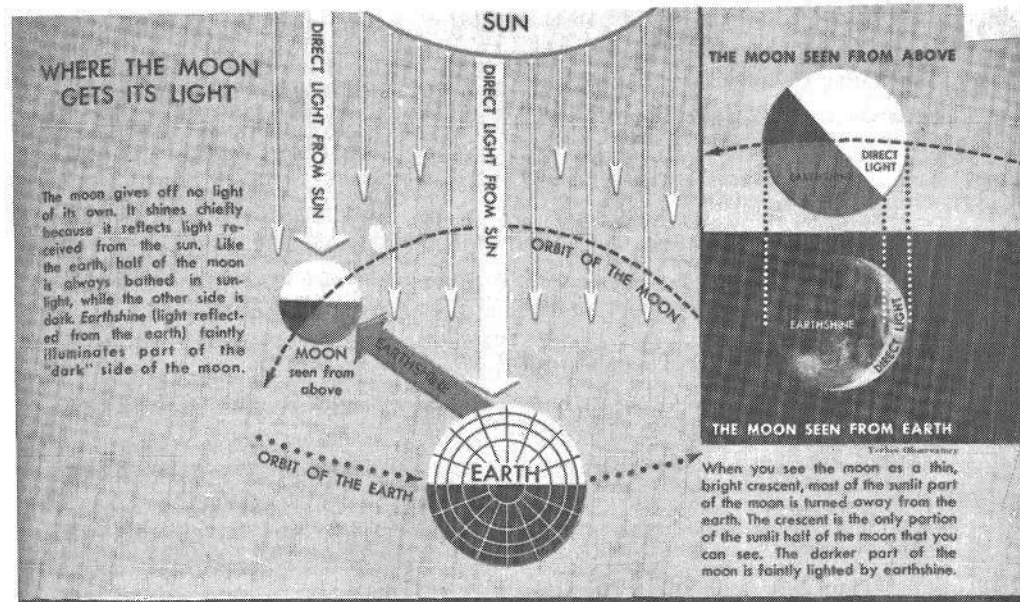 SUN
WHERE THE MOON
GETS ITS LIGHT
The moon gives off no light
of its own. It shines chiefly
because it reflects light re-
ceived from the sun. Like
the earth, half of the moon
is always bathed in sun-
light, while the other side is
dark. Earthshine (light reflect-
ed from the earth) faintly
illuminates part of the
"dark" side of the moon.
DIRECT LIGHT FROM SUN
DIRECT LIGHT FROM SUN
ORBIT OF THE MOON
MOON
seen from
above
EARTHSHINE
EARTH
ORBIT OF THE EARTH
THE MOON SEEN FROM ABOVE
DIRECT
LIGHT
EARTHSHINE
EARTHSHINE
DIRECT LIGHT
THE MOON SEEN FROM EARTH
Yerkes Observatory
When you see the moon as a thin,
bright crescent, most of the sunlit part
of the moon is turned away from the
earth. The crescent is the only portion
of the sunlit half of the moon that you
can see. The darker part of the
moon is faintly lighted by earthshine.